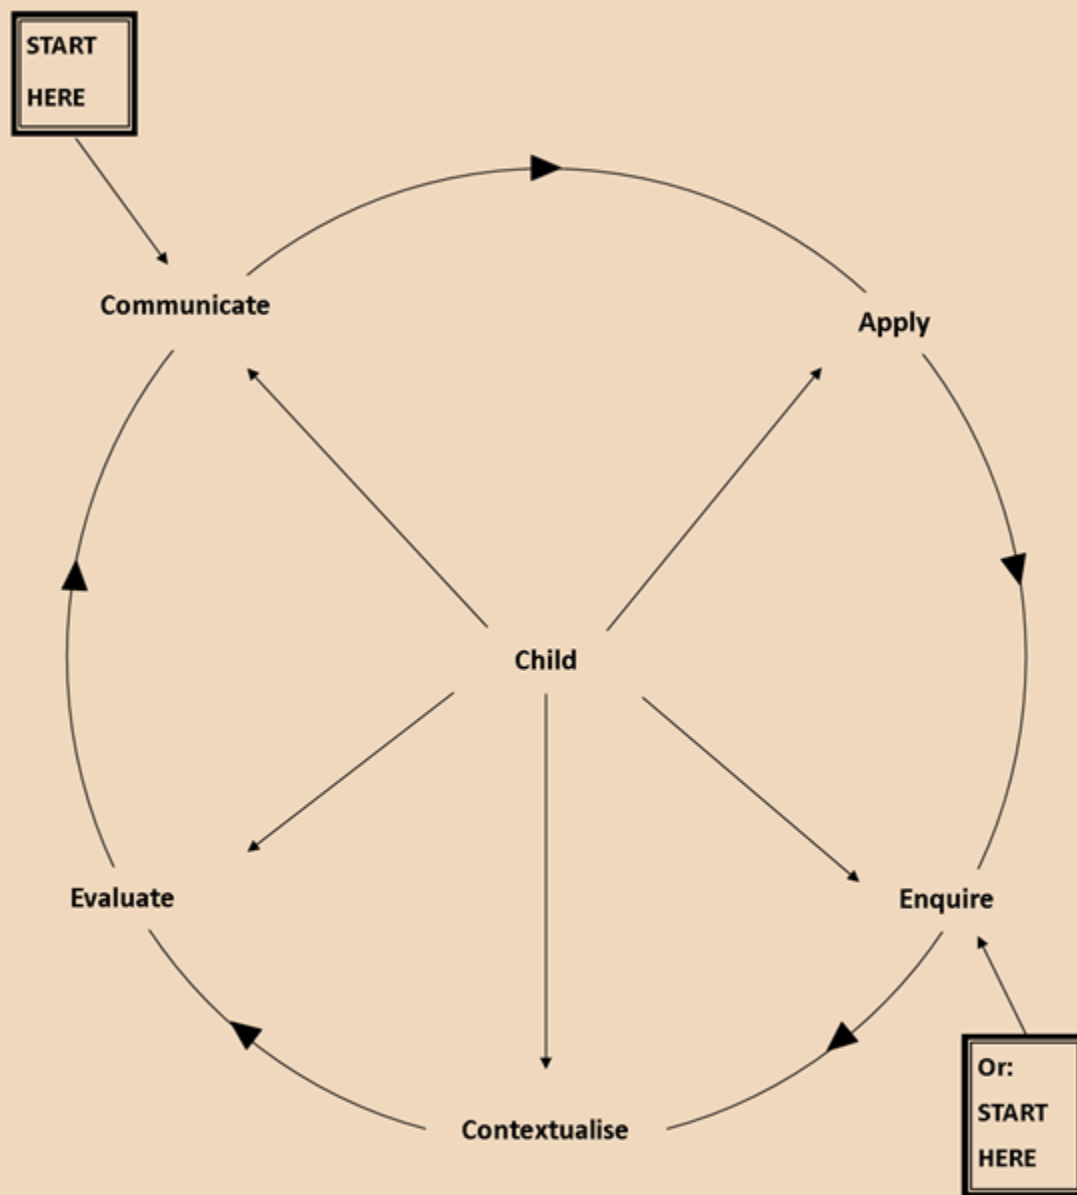 START
HERE
Communicate
Apply
Child
Evaluate
Enquire
Contextualise
Or:
START
HERE